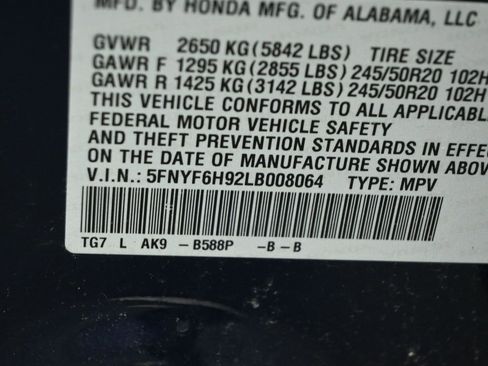 MFD. BY HONDA MFG. OF ALABAMA, LLC
GVWR 2650 KG (5842 LBS) TIRE SIZE
GAWR F 1295 KG (2855 LBS) 245/50R20 102H
GAWR R 1425 KG (3142 LBS) 245/50R20 102H
THIS VEHICLE CONFORMS TO ALL APPLICABL
FEDERAL MOTOR VEHICLE SAFETY
AND THEFT PREVENTION STANDARDS IN EFFE
ON THE DATE OF MANUFACTURE SHOWN ABOV
V.I.N.: 5FNYF6H92LB008064 TYPE: MPV
TG7 L AK9 -B588P -B-B